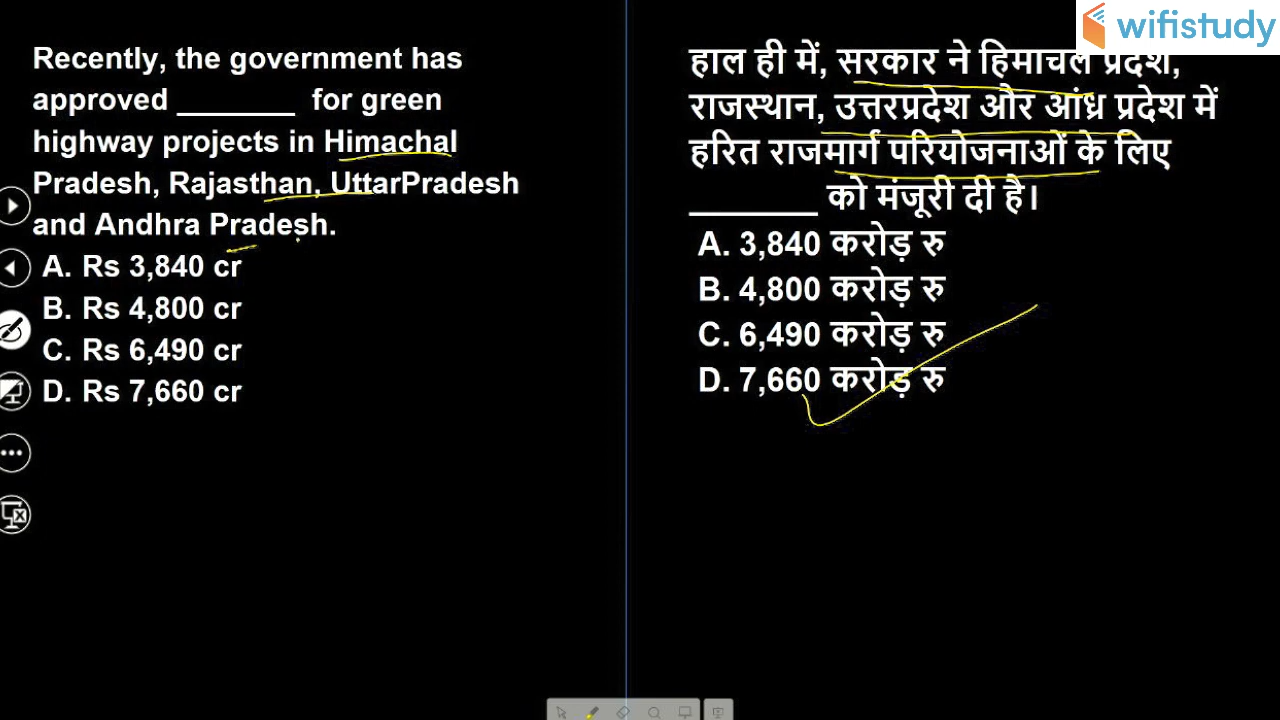 Recently, the government has
approved _______ for green
highway projects in Himachal
Pradesh, Rajasthan, UttarPradesh
and Andhra Pradesh.
A. Rs 3,840 cr
B. Rs 4,800 cr
C. Rs 6,490 cr
D. Rs 7,660 cr
wifistudy
हाल ही में, सरकार ने हिमाचल प्रदेश,
राजस्थान, उत्तरप्रदेश और आंध्र प्रदेश में
हरित राजमार्ग परियोजनाओं के लिए
_______ को मंजूरी दी है।
A. 3,840 करोड़ रु
B. 4,800 करोड़ रु
C. 6,490 करोड़ रु
D. 7,660 करोड़ रु